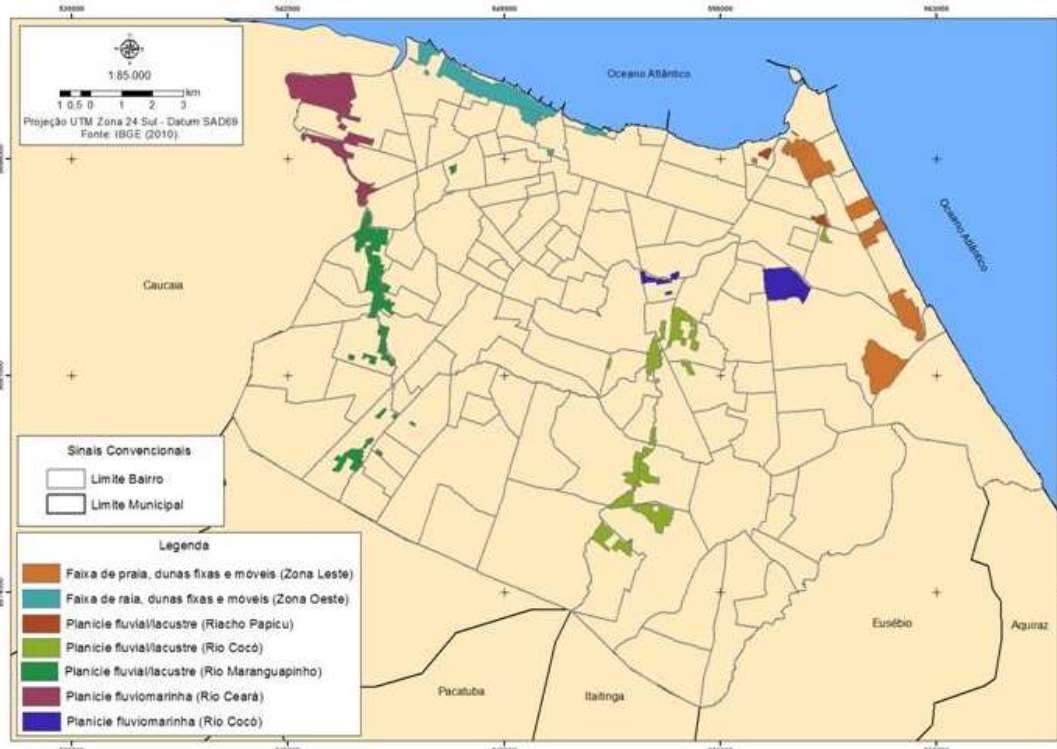 1:85.000
1 0,5 0 1 2 3 km
Projeção UTM Zona 24 Sul - Datum SAD69
Fonte: IBGE (2010).
Oceano Atlântico
Oceano Atlântico
Caucaia
Sinais Convencionais
Limite Bairro
Limite Municipal
Legenda
Faixa de praia, dunas fixas e móveis (Zona Leste)
Faixa de raia, dunas fixas e móveis (Zona Oeste)
Planície fluvial/lacustre (Riacho Papicu)
Planície fluvial/lacustre (Rio Cocó)
Planície fluvial/lacustre (Rio Maranguapinho)
Planície fluviomarinha (Rio Ceará)
Planície fluviomarinha (Rio Cocó)
Eusébio
Aquiraz
Pacatuba
Itaitinga